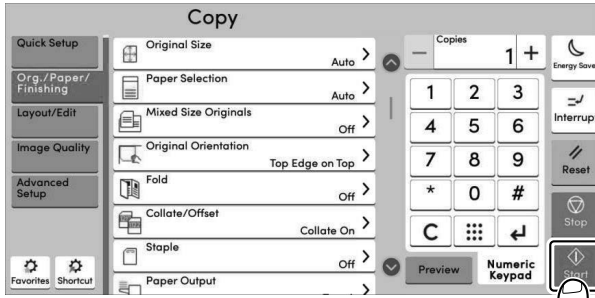 Copy
Quick Setup
Org./Paper/
Finishing
Layout/Edit
Image Quality
Advanced
Setup
Favorites
Shortcut
Original Size
Auto
Paper Selection
Auto
Mixed Size Originals
Off
Original Orientation
Top Edge on Top
Fold
Off
Collate/Offset
Collate On
Staple
Off
Paper Output
Copies
− 1 +
1 2 3
4 5 6
7 8 9
* 0 #
C
Preview
Numeric
Keypad
Energy Save
Interrupt
Reset
Stop
Start